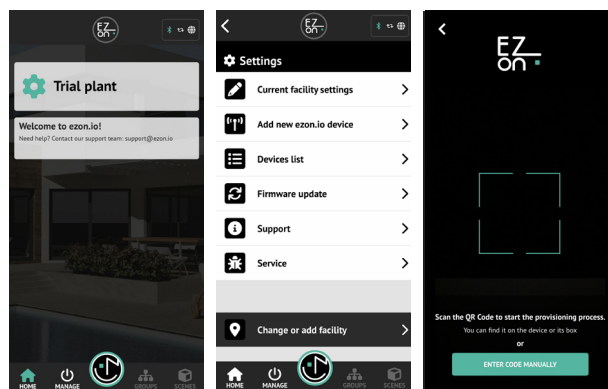 EZ
on
Trial plant
Welcome to ezon.io!
Need help? Contact our support team: support@ezon.io
HOME
MANAGE
GROUPS
SCENES
EZ
on
Settings
Current facility settings
Add new ezon.io device
Devices list
Firmware update
Support
Service
Change or add facility
HOME
MANAGE
GROUPS
SCENES
EZ
on
Scan the QR Code to start the provisioning process.
You can find it on the device or its box
or
ENTER CODE MANUALLY